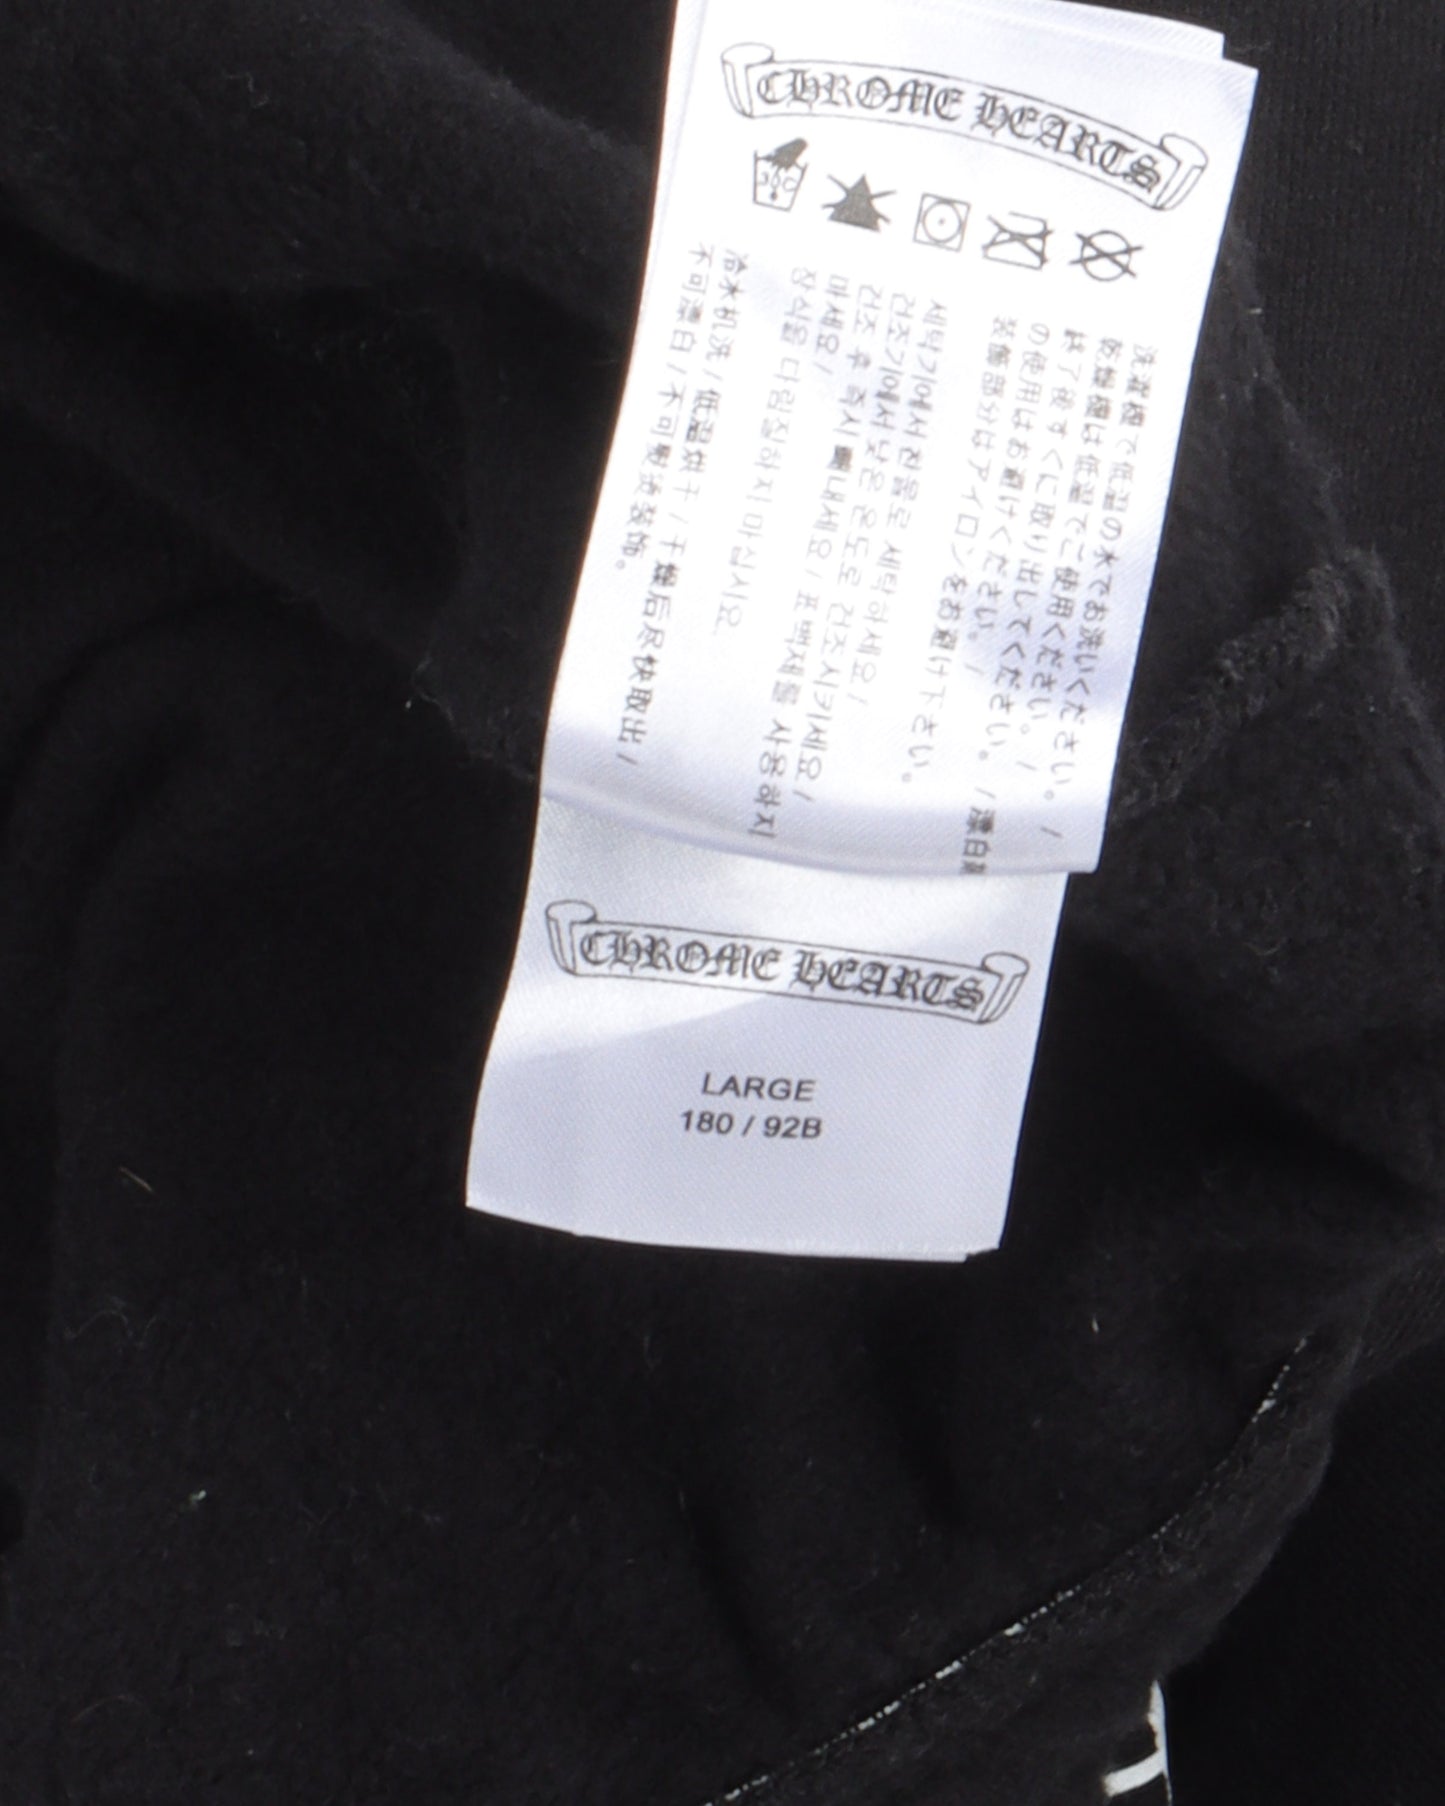 CHROME HEARTS
30C
洗濯機で低温の水でお洗いください。/
乾燥機は低温でご使用ください。/
終了後すぐに取り出してください。/漂白剤
の使用はお避けください。/
装飾部分はアイロンをお避け下さい。
세탁기에서 찬물로 세탁하세요/
건조기에서 낮은 온도로 건조시키세요/
건조 후 즉시 빼내세요/표백제를 사용하지
마세요/
장식을 다림질하지 마십시오.
冷水机洗/低温烘干/干燥后尽快取出/
不可漂白/不可熨烫装饰。
CHROME HEARTS
LARGE
180 / 92B